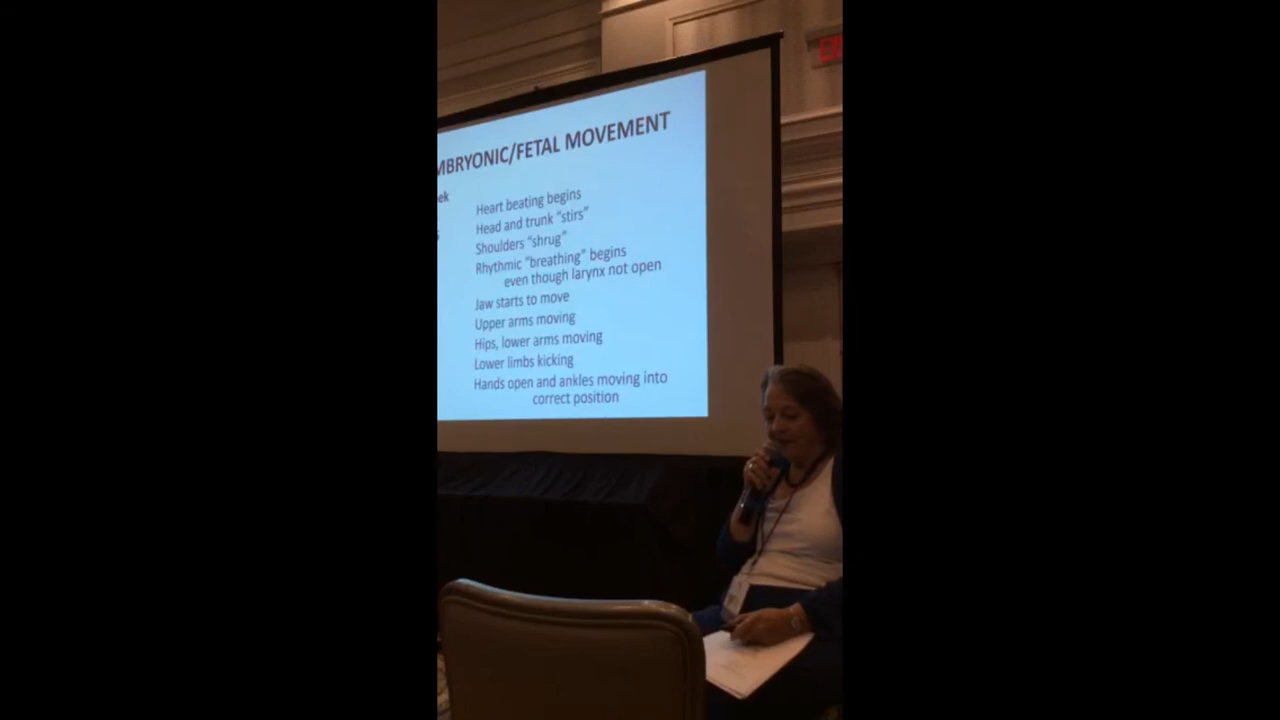 MBRYONIC/FETAL MOVEMENT
ek
Heart beating begins
Head and trunk “stirs”
s
Shoulders “shrug”
Rhythmic “breathing” begins
even though larynx not open
Jaw starts to move
Upper arms moving
Hips, lower arms moving
Lower limbs kicking
Hands open and ankles moving into
correct position